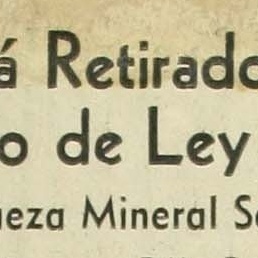 á Retirado
o de Ley
ueza Mineral Se